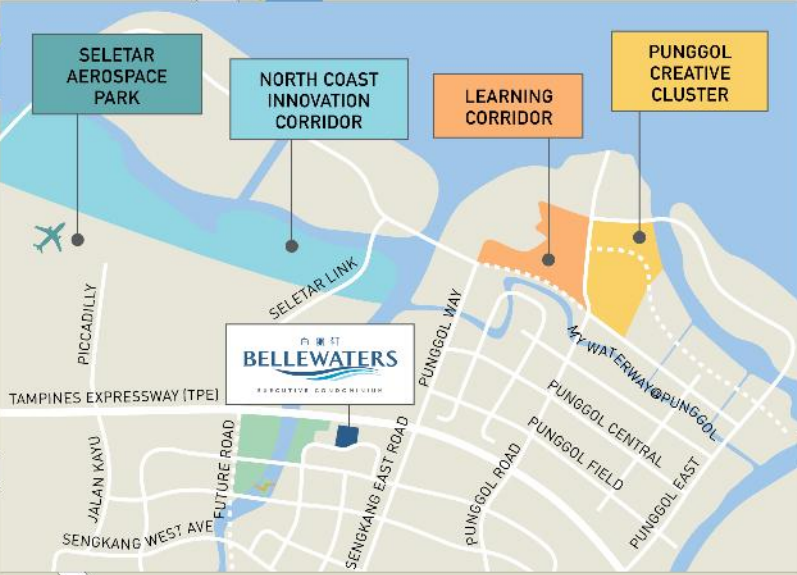 SELETAR
AEROSPACE
PARK
NORTH COAST
INNOVATION
CORRIDOR
LEARNING
CORRIDOR
PUNGGOL
CREATIVE
CLUSTER
SELETAR LINK
PICCADILLY
BELLEWATERS
EXECUTIVE CONDOMINIUM
PUNGGOL WAY
MY WATERWAY@PUNGGOL
TAMPINES EXPRESSWAY (TPE)
PUNGGOL CENTRAL
PUNGGOL FIELD
JALAN KAYU
FUTURE ROAD
SENGKANG EAST ROAD
PUNGGOL ROAD
PUNGGOL EAST
SENGKANG WEST AVE